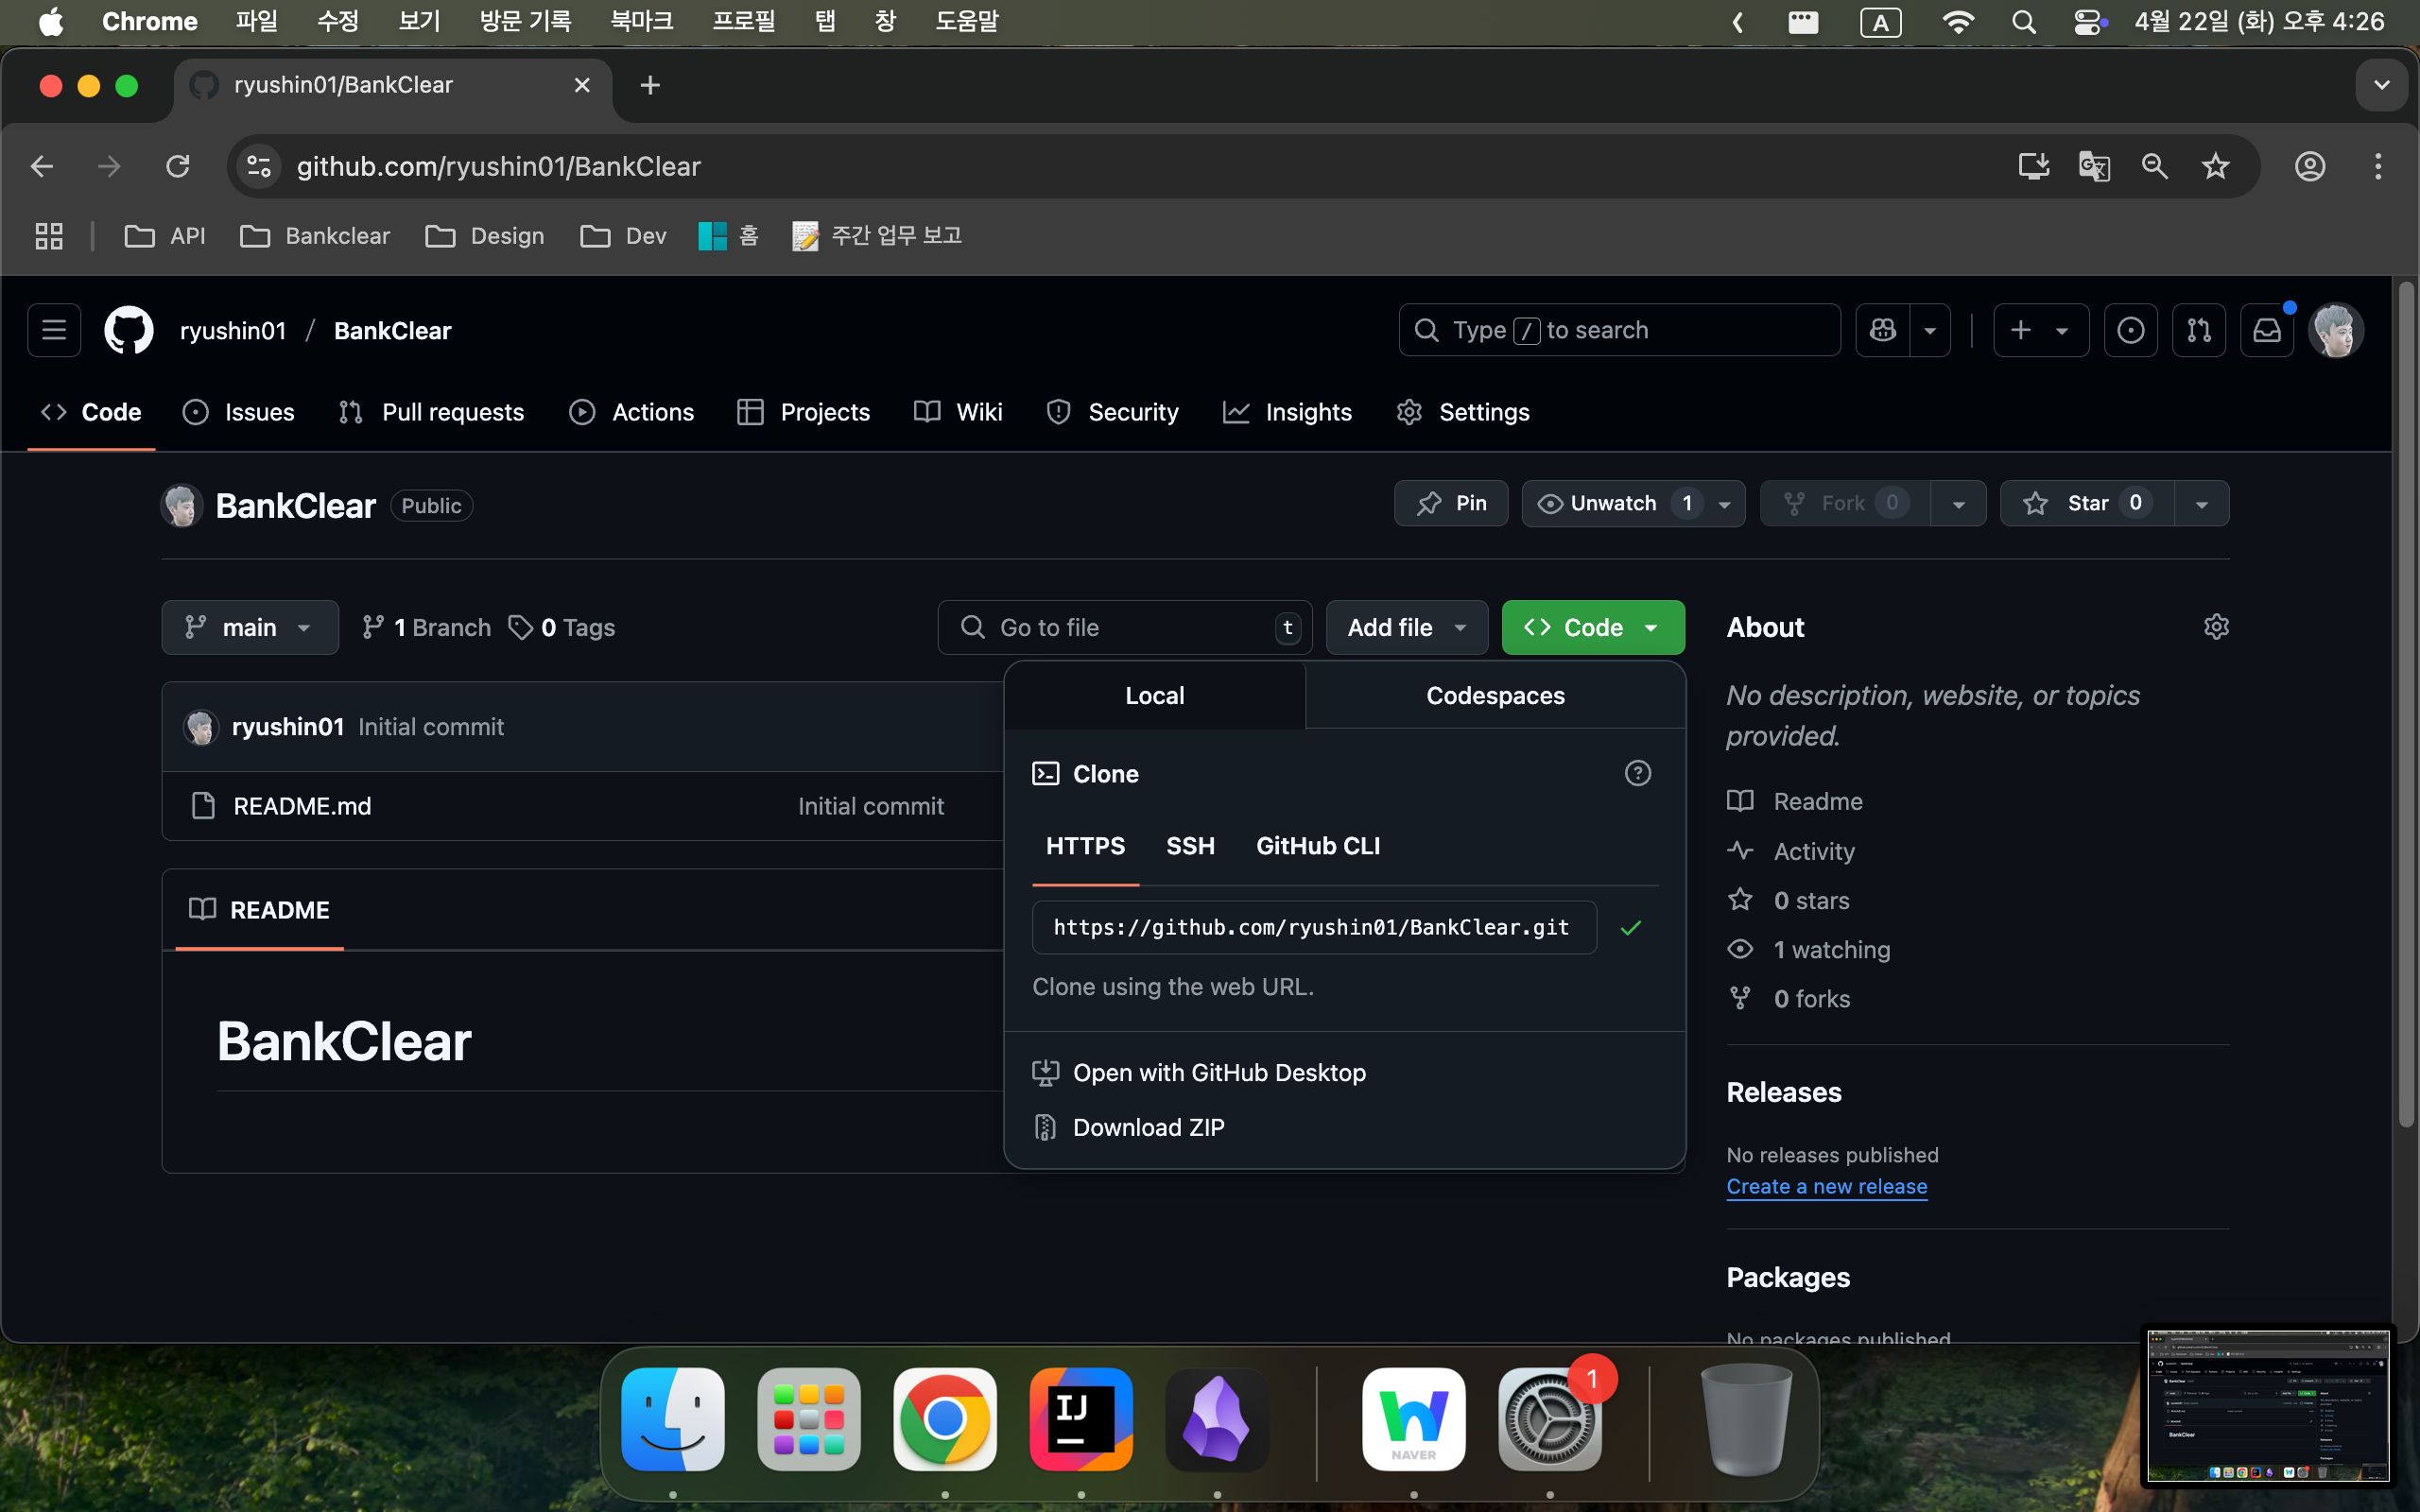 Chrome 파일 수정 보기 방문 기록 북마크 프로필 탭 창 도움말 A 4월 22일 (화) 오후 4:26
ryushin01/BankClear
github.com/ryushin01/BankClear
API Bankclear Design Dev 홈 주간 업무 보고
ryushin01 / BankClear Type / to search
Code Issues Pull requests Actions Projects Wiki Security Insights Settings
BankClear Public Pin Unwatch 1 Fork 0 Star 0
main 1 Branch 0 Tags Go to file t Add file Code About
Local Codespaces
No description, website, or topics
provided.
ryushin01 Initial commit
Clone
README.md Initial commit
Readme
HTTPS SSH GitHub CLI
Activity
README
0 stars
https://github.com/ryushin01/BankClear.git
1 watching
Clone using the web URL.
0 forks
BankClear
Open with GitHub Desktop
Releases
Download ZIP
No releases published
Create a new release
Packages
No packages published
IJ
NAVER
1
BankClear